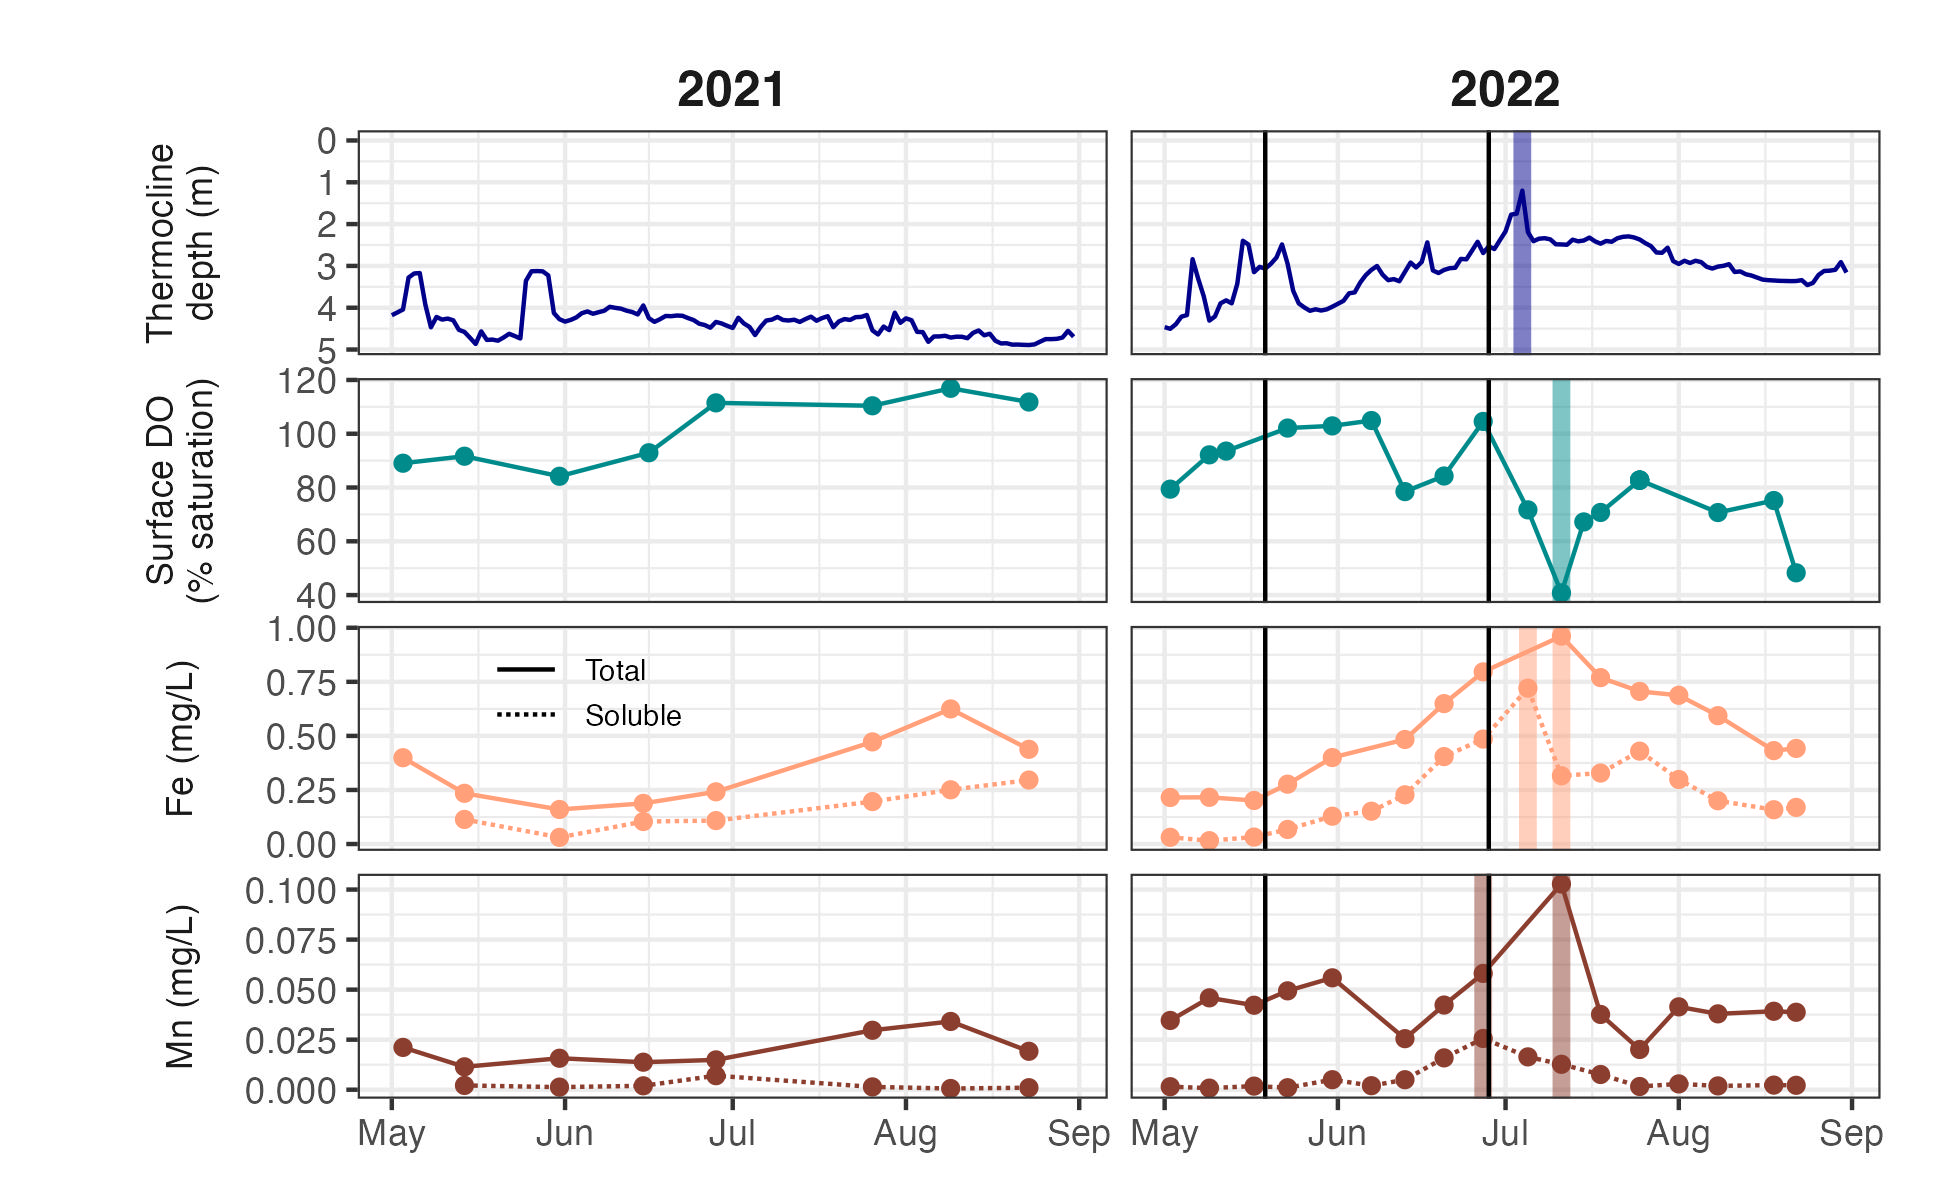 2021
2022
Thermocline
depth (m)
0
1
2
3
4
5
Surface DO
(% saturation)
120
100
80
60
40
Fe (mg/L)
1.00
0.75
0.50
0.25
0.00
Total
Soluble
Mn (mg/L)
0.100
0.075
0.050
0.025
0.000
May Jun Jul Aug Sep May Jun Jul Aug Sep